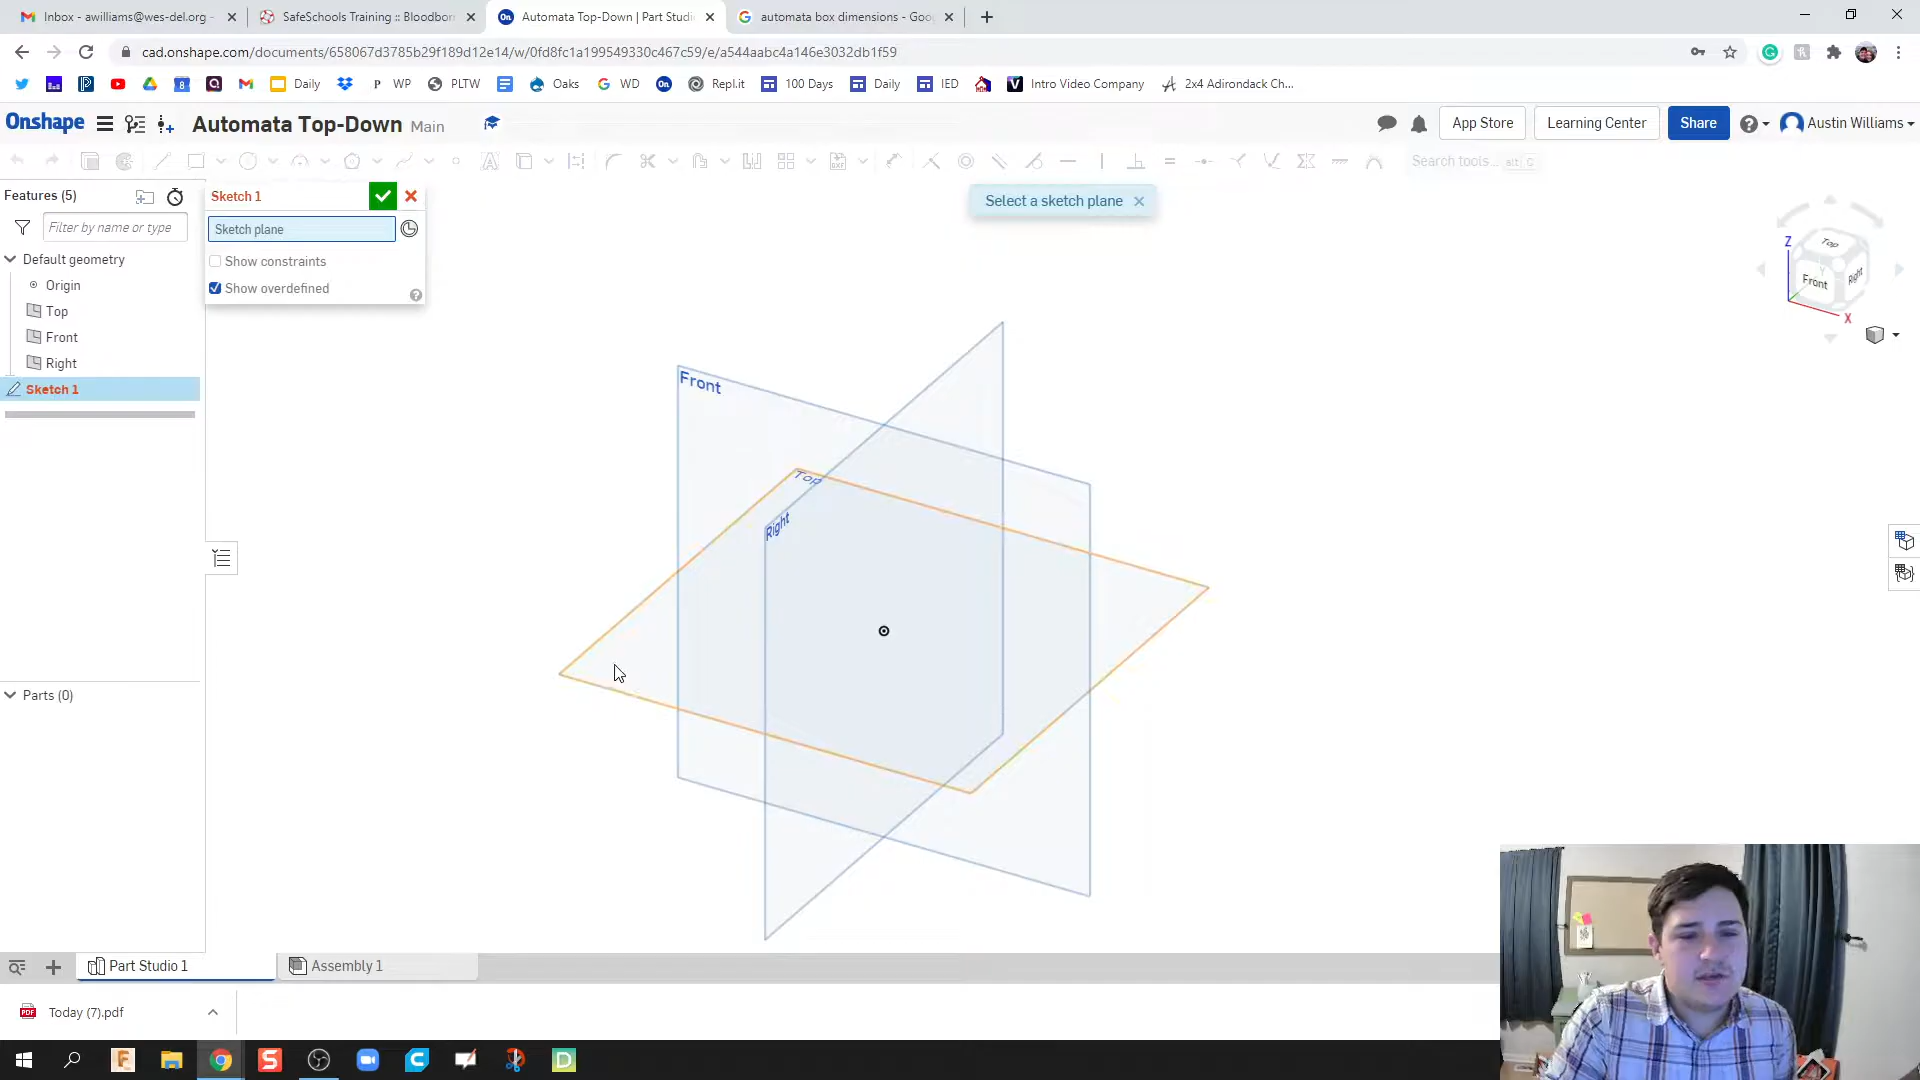 Inbox - awilliams@wes-del.org -
SafeSchools Training :: Bloodbor
Automata Top-Down | Part Studi
automata box dimensions - Goo
cad.onshape.com/documents/658067d3785b29f189d12e14/w/0fd8fc1a199549330c467c59/e/a544aabc4a146e3032db1f59
Daily
WP
PLTW
Oaks
WD
Repl.it
100 Days
Daily
IED
Intro Video Company
2x4 Adirondack Ch...
Onshape
Automata Top-Down Main
App Store
Learning Center
Share
Austin Williams
Search tools... alt C
Features (5)
Sketch 1
Select a sketch plane
Filter by name or type
Sketch plane
Show constraints
Show overdefined
Default geometry
Origin
Top
Front
Right
Sketch 1
Front
Top
Right
Z
Top
Y
Front
Right
X
Parts (0)
Part Studio 1
Assembly 1
Today (7).pdf